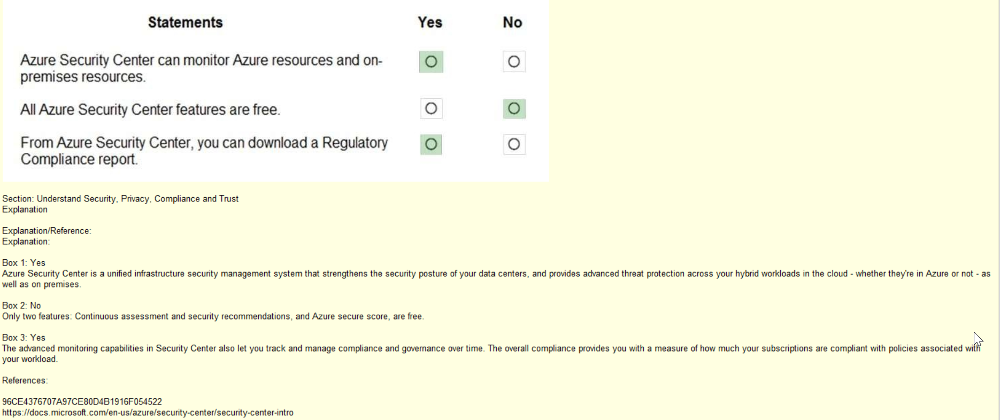 Statements Yes No
Azure Security Center can monitor Azure resources and on-
premises resources.
All Azure Security Center features are free.
From Azure Security Center, you can download a Regulatory
Compliance report.
Section: Understand Security, Privacy, Compliance and Trust
Explanation
Explanation/Reference:
Explanation:
Box 1: Yes
Azure Security Center is a unified infrastructure security management system that strengthens the security posture of your data centers, and provides advanced threat protection across your hybrid workloads in the cloud - whether they're in Azure or not - as
well as on premises.
Box 2: No
Only two features: Continuous assessment and security recommendations, and Azure secure score, are free.
Box 3: Yes
The advanced monitoring capabilities in Security Center also let you track and manage compliance and governance over time. The overall compliance provides you with a measure of how much your subscriptions are compliant with policies associated with
your workload.
References:
96CE4376707A97CE80D4B1916F054522
https://docs.microsoft.com/en-us/azure/security-center/security-center-intro